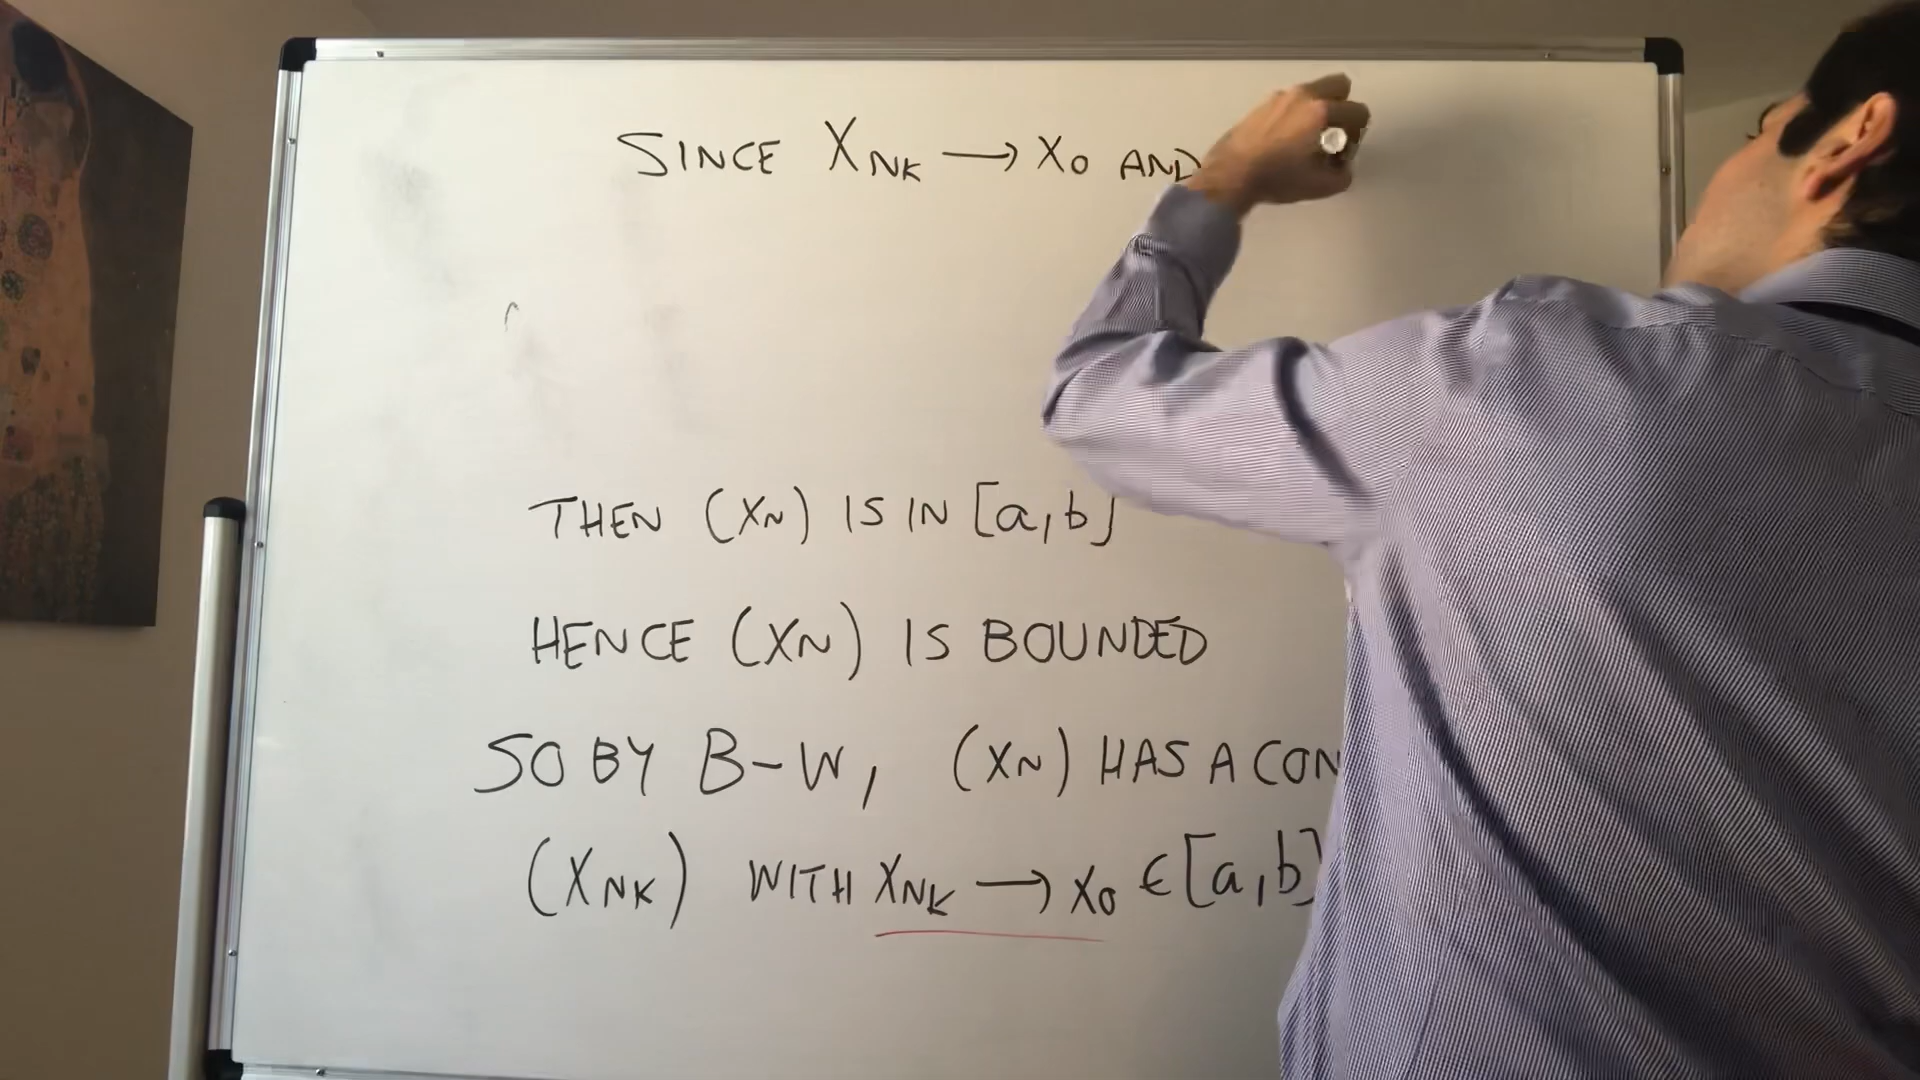 SINCE XNK → X0 AND
THEN (XN) IS IN [a,b]
HENCE (XN) IS BOUNDED
SO BY B-W, (XN) HAS A CON
(XNK) WITH XNK → X0 ∈ [a,b]